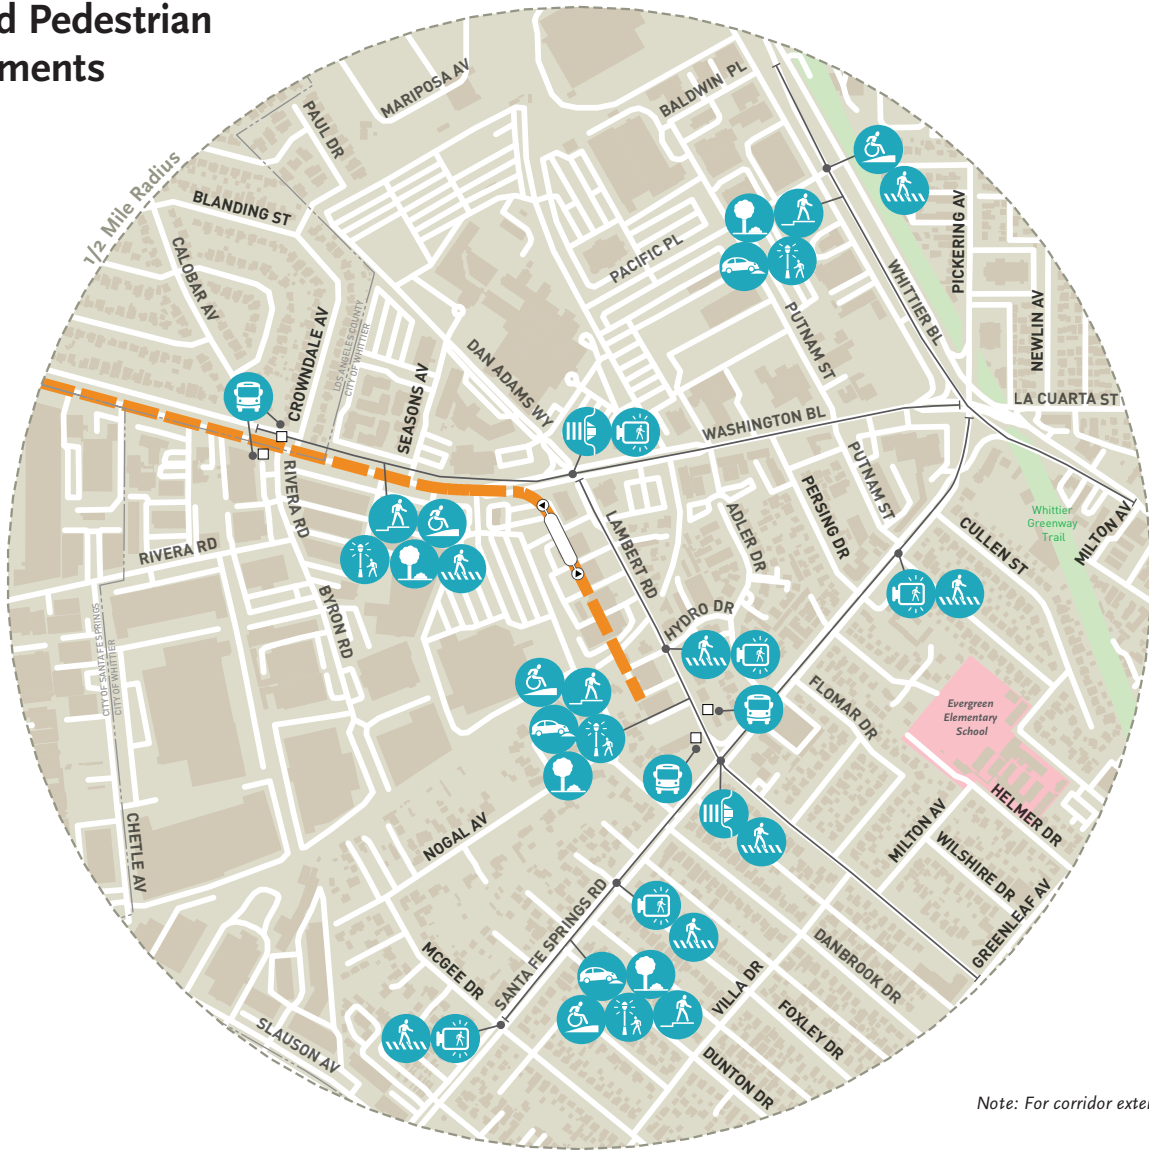 d Pedestrian
ments
1/2 Mile Radius
MARIPOSA AV
BALDWIN PL
PAUL DR
BLANDING ST
CALOBAR AV
PACIFIC PL
PICKERING AV
WHITTIER BL
NEWLIN AV
PUTNAM ST
CROWNDALE AV
LOS ANGELES COUNTY
CITY OF WHITTIER
SEASONS AV
DAN ADAMS WY
LA CUARTA ST
WASHINGTON BL
PUTNAM ST
PERSING DR
ADLER DR
RIVERA RD
RIVERA RD
LAMBERT RD
CULLEN ST
Whittier
Greenway
Trail
MILTON AV
BYRON RD
HYDRO DR
CITY OF SANTA FE SPRINGS
CITY OF WHITTIER
FLOMAR DR
Evergreen
Elementary
School
HELMER DR
CHETLE AV
NOGAL AV
MILTON AV
WILSHIRE DR
GREENLEAF AV
SANTA FE SPRINGS RD
MCGEE DR
DANBROOK DR
VILLA DR
FOXLEY DR
SLAUSON AV
DUNTON DR
Note: For corridor exte